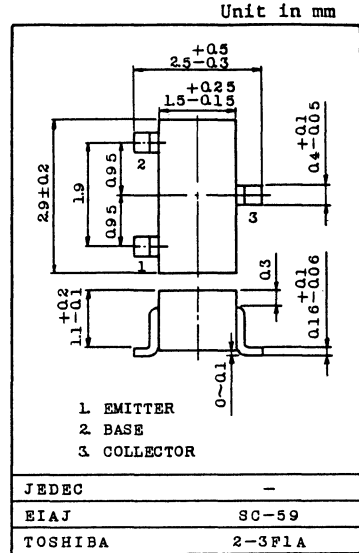 Unit in mm
+0.5
2.5-0.3
+0.25
1.5-0.15
2.9±0.2
1.9
0.95
0.95
+0.1
0.4-0.05
2
3
1
+0.2
1.1-0.1
0.3
+0.1
0.16-0.06
0~0.1
1. EMITTER
2. BASE
3. COLLECTOR
JEDEC —
EIAJ SC-59
TOSHIBA 2-3F1A